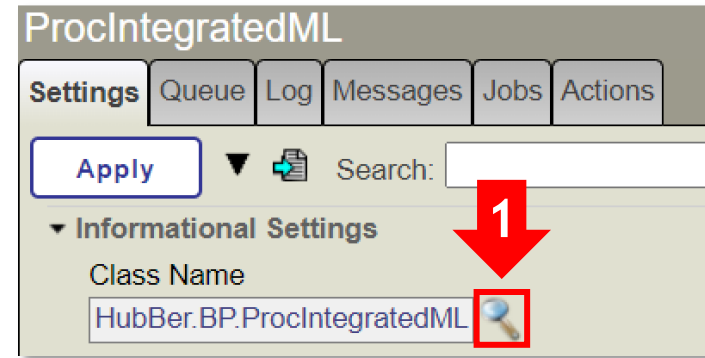 ProcIntegratedML
Settings Queue Log Messages Jobs Actions
Apply Search:
1
Informational Settings
Class Name
HubBer.BP.ProcIntegratedML